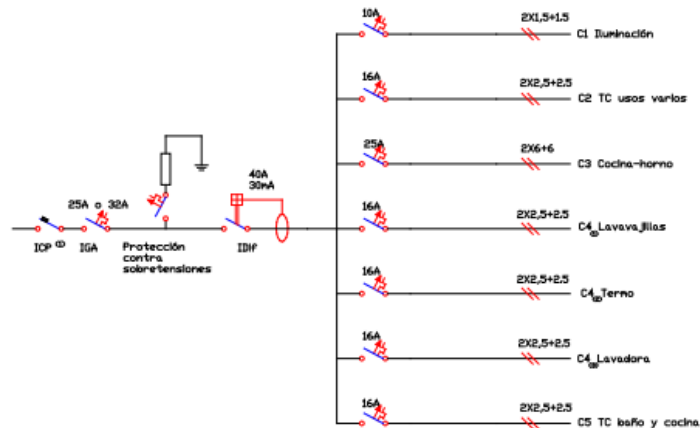 10A
2X1,5+1.5
C1 Iluminación
16A
2X2,5+2.5
C2 TC usos varios
25A
2X6+6
C3 Cocina-horno
40A
30mA
25A o 32A
ICP
IGA
Protección
contra
sobretensiones
IDif
16A
2X2,5+2.5
C4 Lavavajillas
16A
2X2,5+2.5
C4 Termo
16A
2X2,5+2.5
C4 Lavadora
16A
2X2,5+2.5
C5 TC baño y cocina